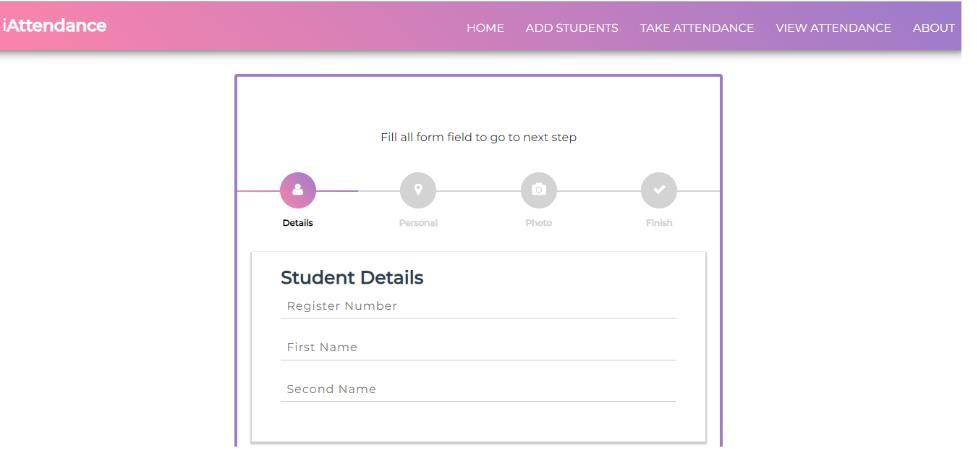 iAttendance
HOME ADD STUDENTS TAKE ATTENDANCE VIEW ATTENDANCE ABOUT
Fill all form field to go to next step
Details Personal Photo Finish
Student Details
Register Number
First Name
Second Name